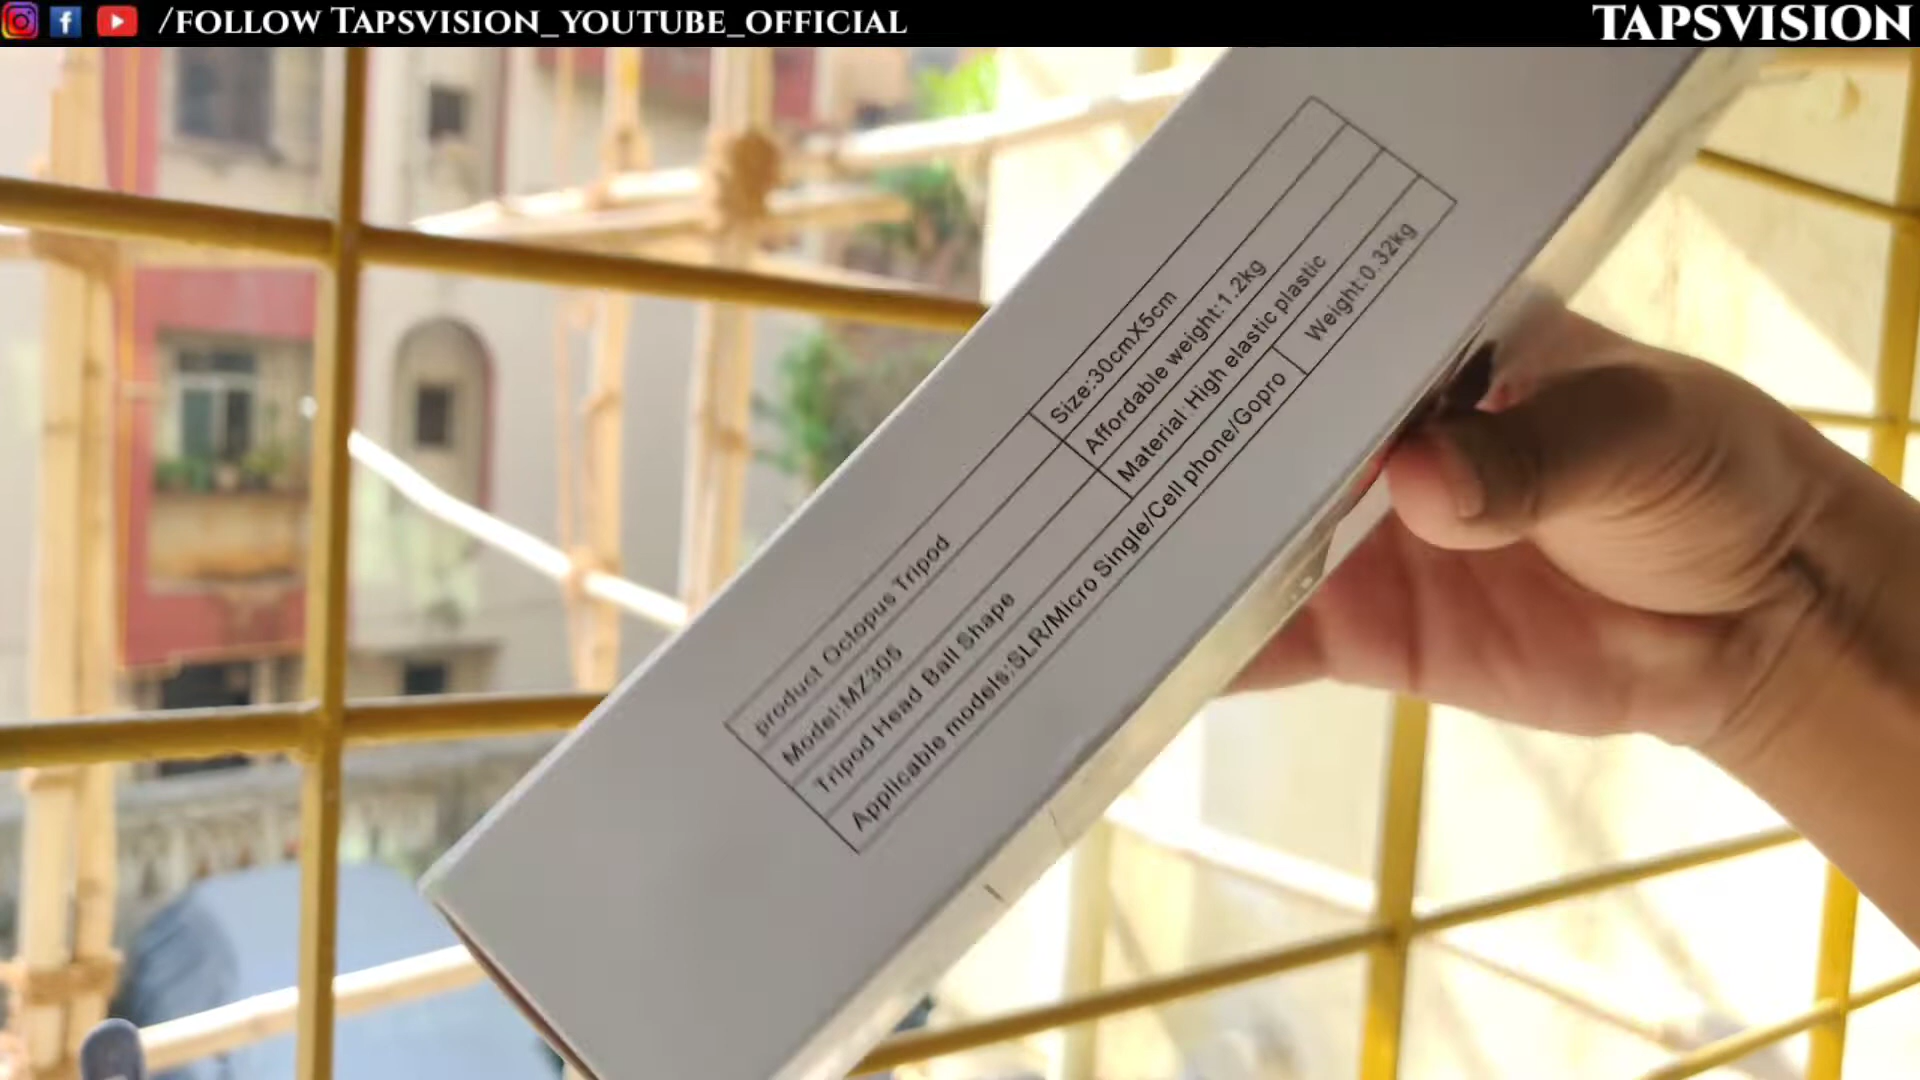 /FOLLOW TAPSVISION_YOUTUBE_OFFICIAL
TAPSVISION
product Octopus Tripod
Size:30cmX5cm
Model:MZ305
Affordable weight:1.2kg
Tripod Head Ball Shape
Material:High elastic plastic
Applicable models:SLR/Micro Single/Cell phone/Gopro
Weight:0.32kg